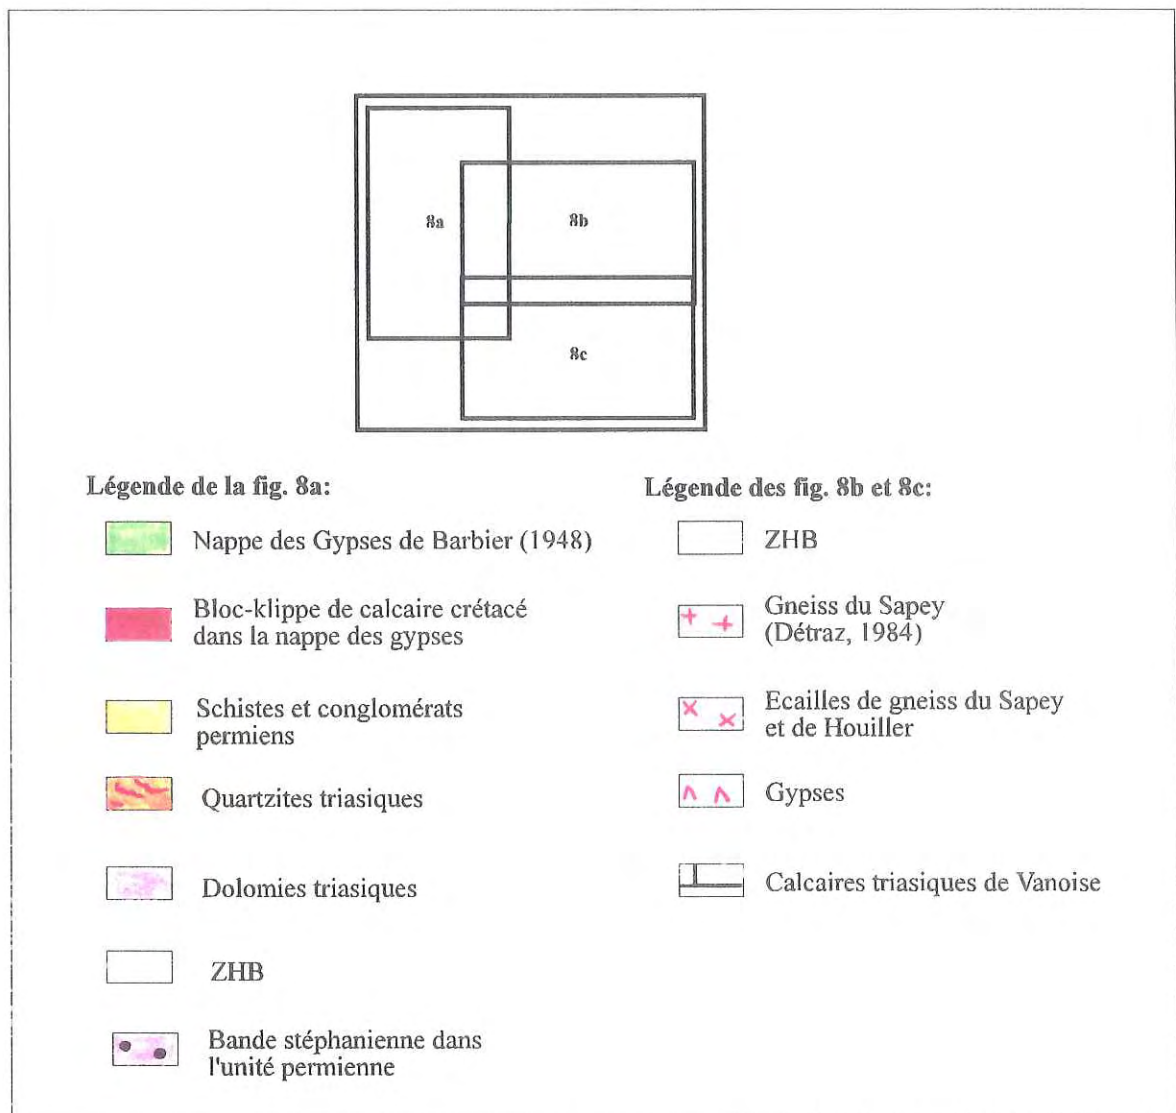 8a
8b
8c
Légende de la fig. 8a:
Nappe des Gypses de Barbier (1948)
Bloc-klippe de calcaire crétacé
dans la nappe des gypses
Schistes et conglomérats
permiens
Quartzites triasiques
Dolomies triasiques
ZHB
Bande stéphanienne dans
l'unité permienne
Légende des fig. 8b et 8c:
ZHB
Gneiss du Sapey
(Détraz, 1984)
Ecailles de gneiss du Sapey
et de Houiller
Gypses
Calcaires triasiques de Vanoise